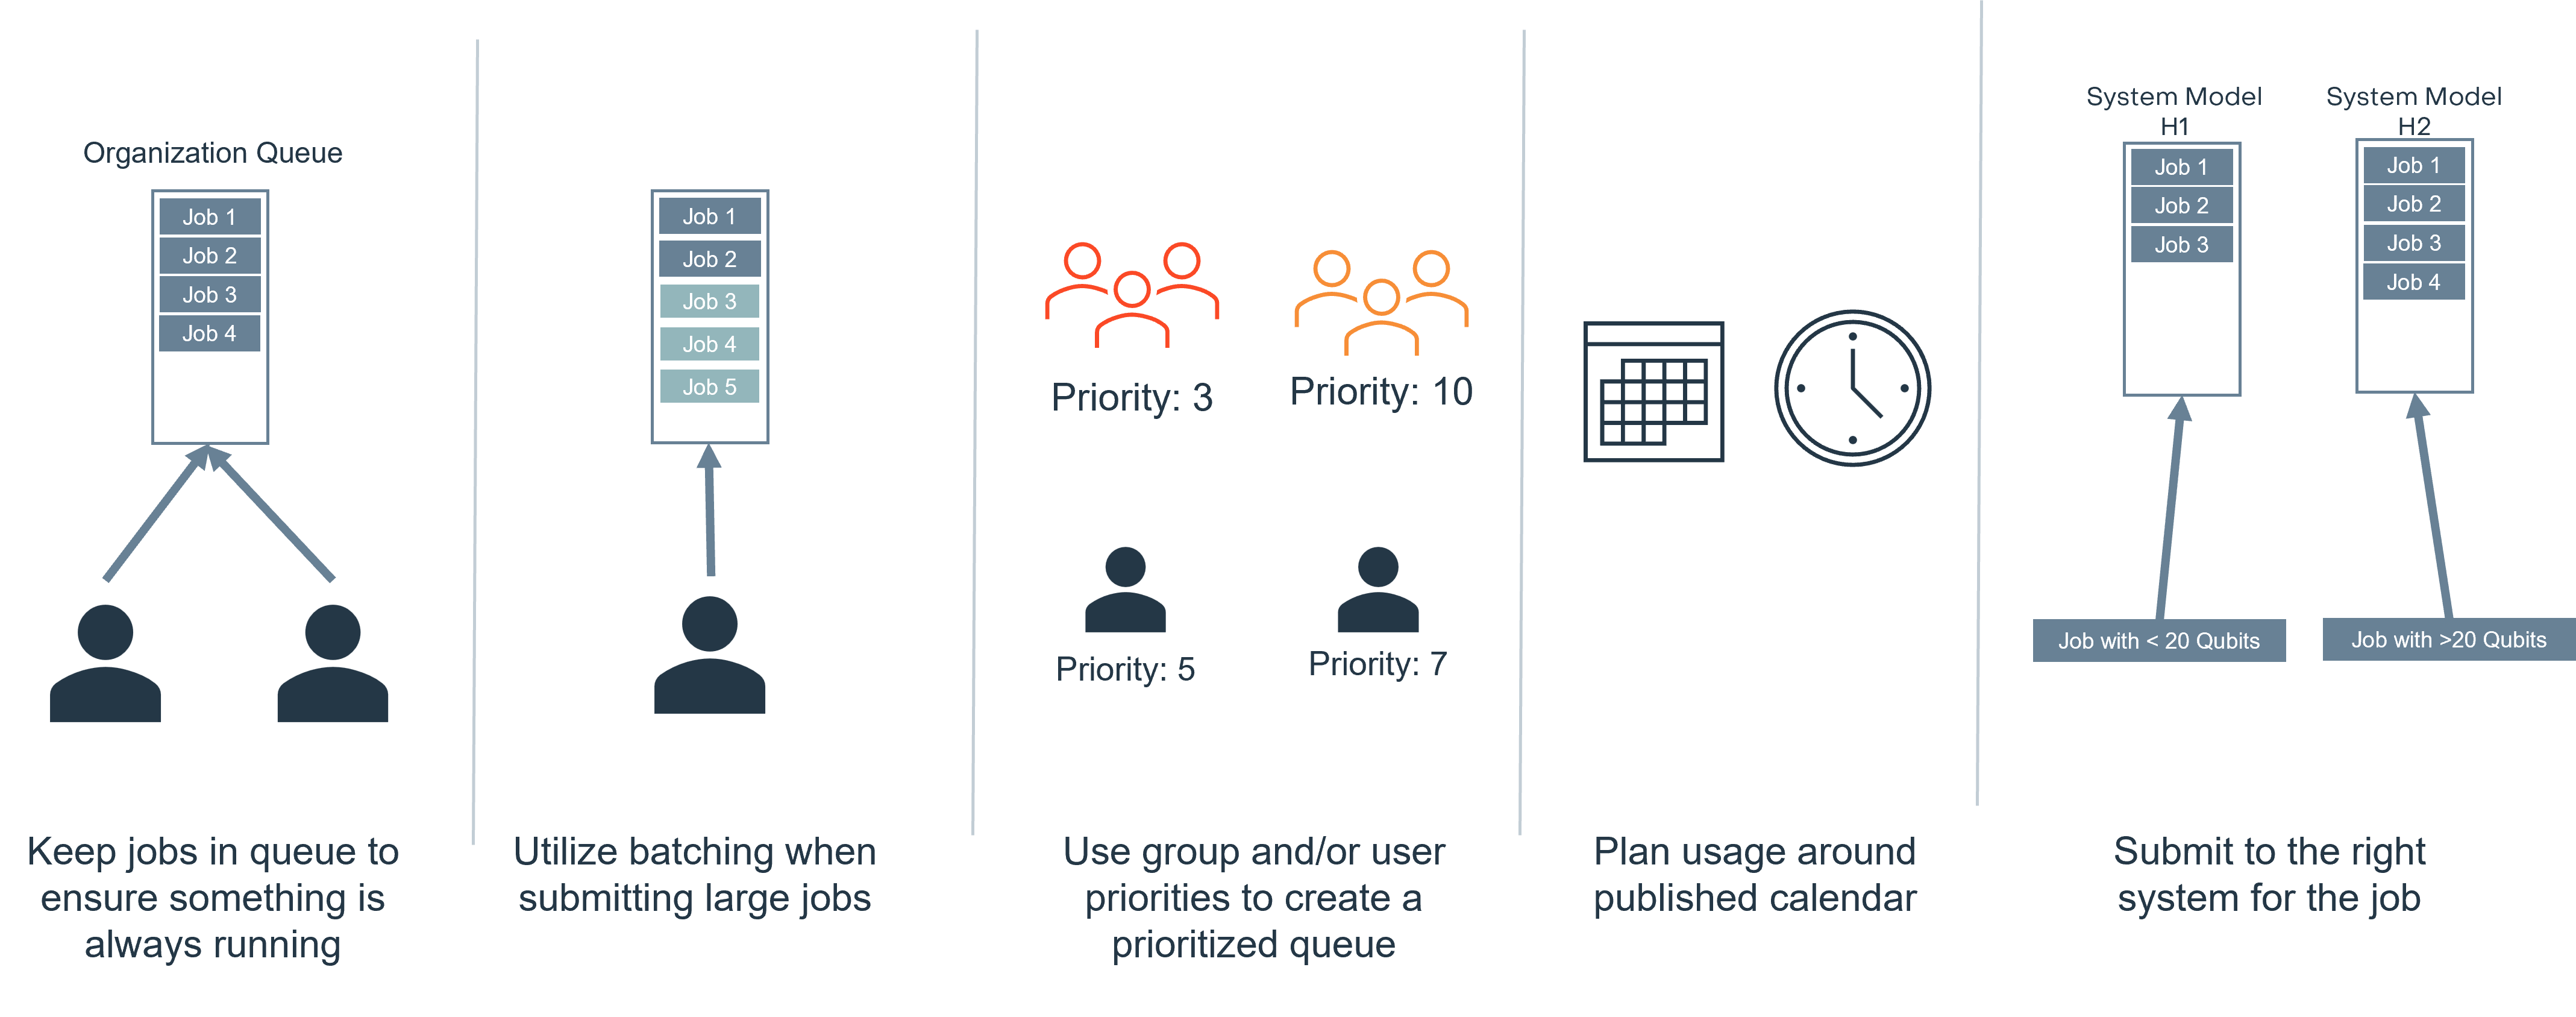 Organization Queue
Job 1
Job 2
Job 3
Job 4
Keep jobs in queue to
ensure something is
always running
Job 1
Job 2
Job 3
Job 4
Job 5
Utilize batching when
submitting large jobs
Priority: 3
Priority: 10
Priority: 5
Priority: 7
Use group and/or user
priorities to create a
prioritized queue
Plan usage around
published calendar
System Model
H1
Job 1
Job 2
Job 3
Job with < 20 Qubits
System Model
H2
Job 1
Job 2
Job 3
Job 4
Job with >20 Qubits
Submit to the right
system for the job